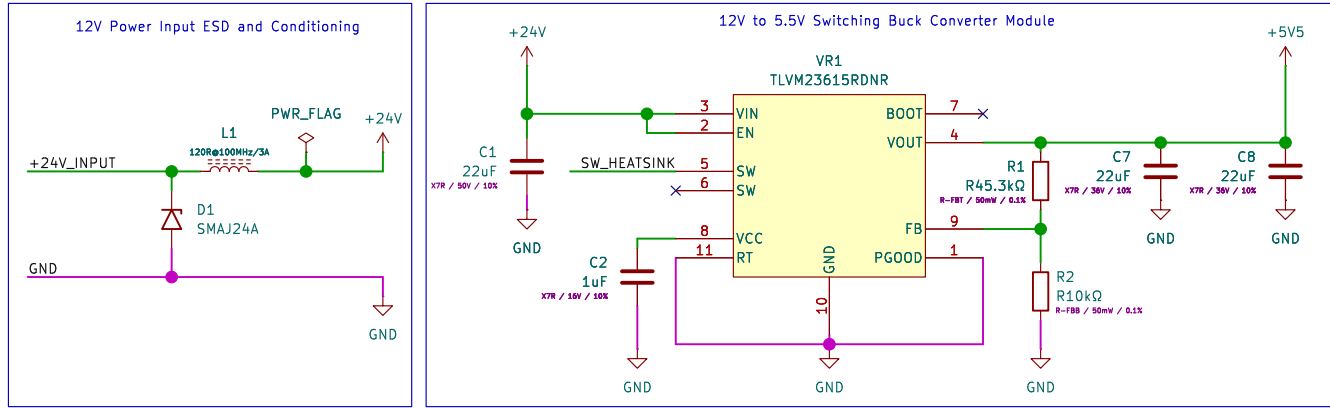 12V Power Input ESD and Conditioning
PWR_FLAG
+24V
L1
120R@100MHz/3A
+24V_INPUT
D1
SMAJ24A
GND
GND
12V to 5.5V Switching Buck Converter Module
+24V
VR1
TLVM23615RDNR
+5V5
3
VIN
2
EN
5
SW
6
SW
8
VCC
11
RT
BOOT
7
VOUT
4
FB
9
PGOOD
1
GND
10
C1
22uF
X7R / 50V / 10%
GND
SW_HEATSINK
C2
1uF
X7R / 16V / 10%
GND
GND
R1
R45.3kΩ
R-FBT / 50mW / 0.1%
C7
22uF
X7R / 36V / 10%
GND
C8
22uF
X7R / 36V / 10%
GND
R2
R10kΩ
R-FBB / 50mW / 0.1%
GND